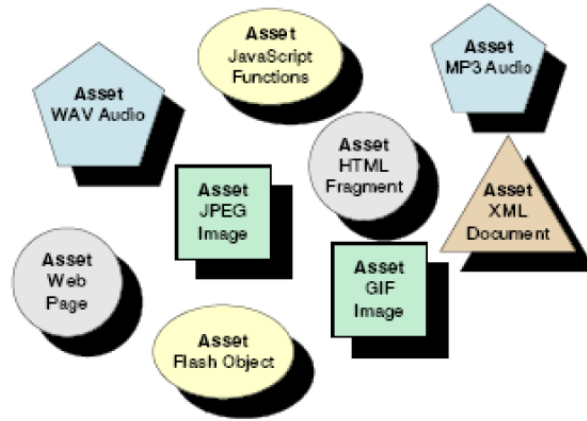 Asset
JavaScript
Functions
Asset
MP3 Audio
Asset
WAV Audio
Asset
HTML
Fragment
Asset
JPEG
Image
Asset
XML
Document
Asset
Web
Page
Asset
GIF
Image
Asset
Flash Object